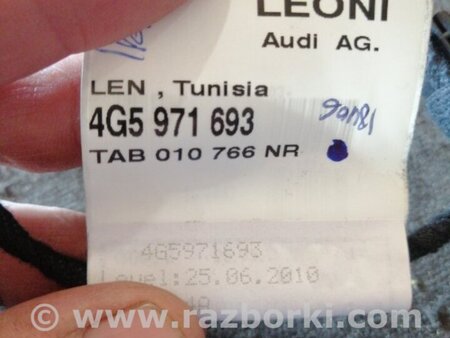 LEONI
Audi AG.
LEN , Tunisia
4G5 971 693
TAB 010 766 NR
4G5971693
Level:25.06.2010
www.razborki.com